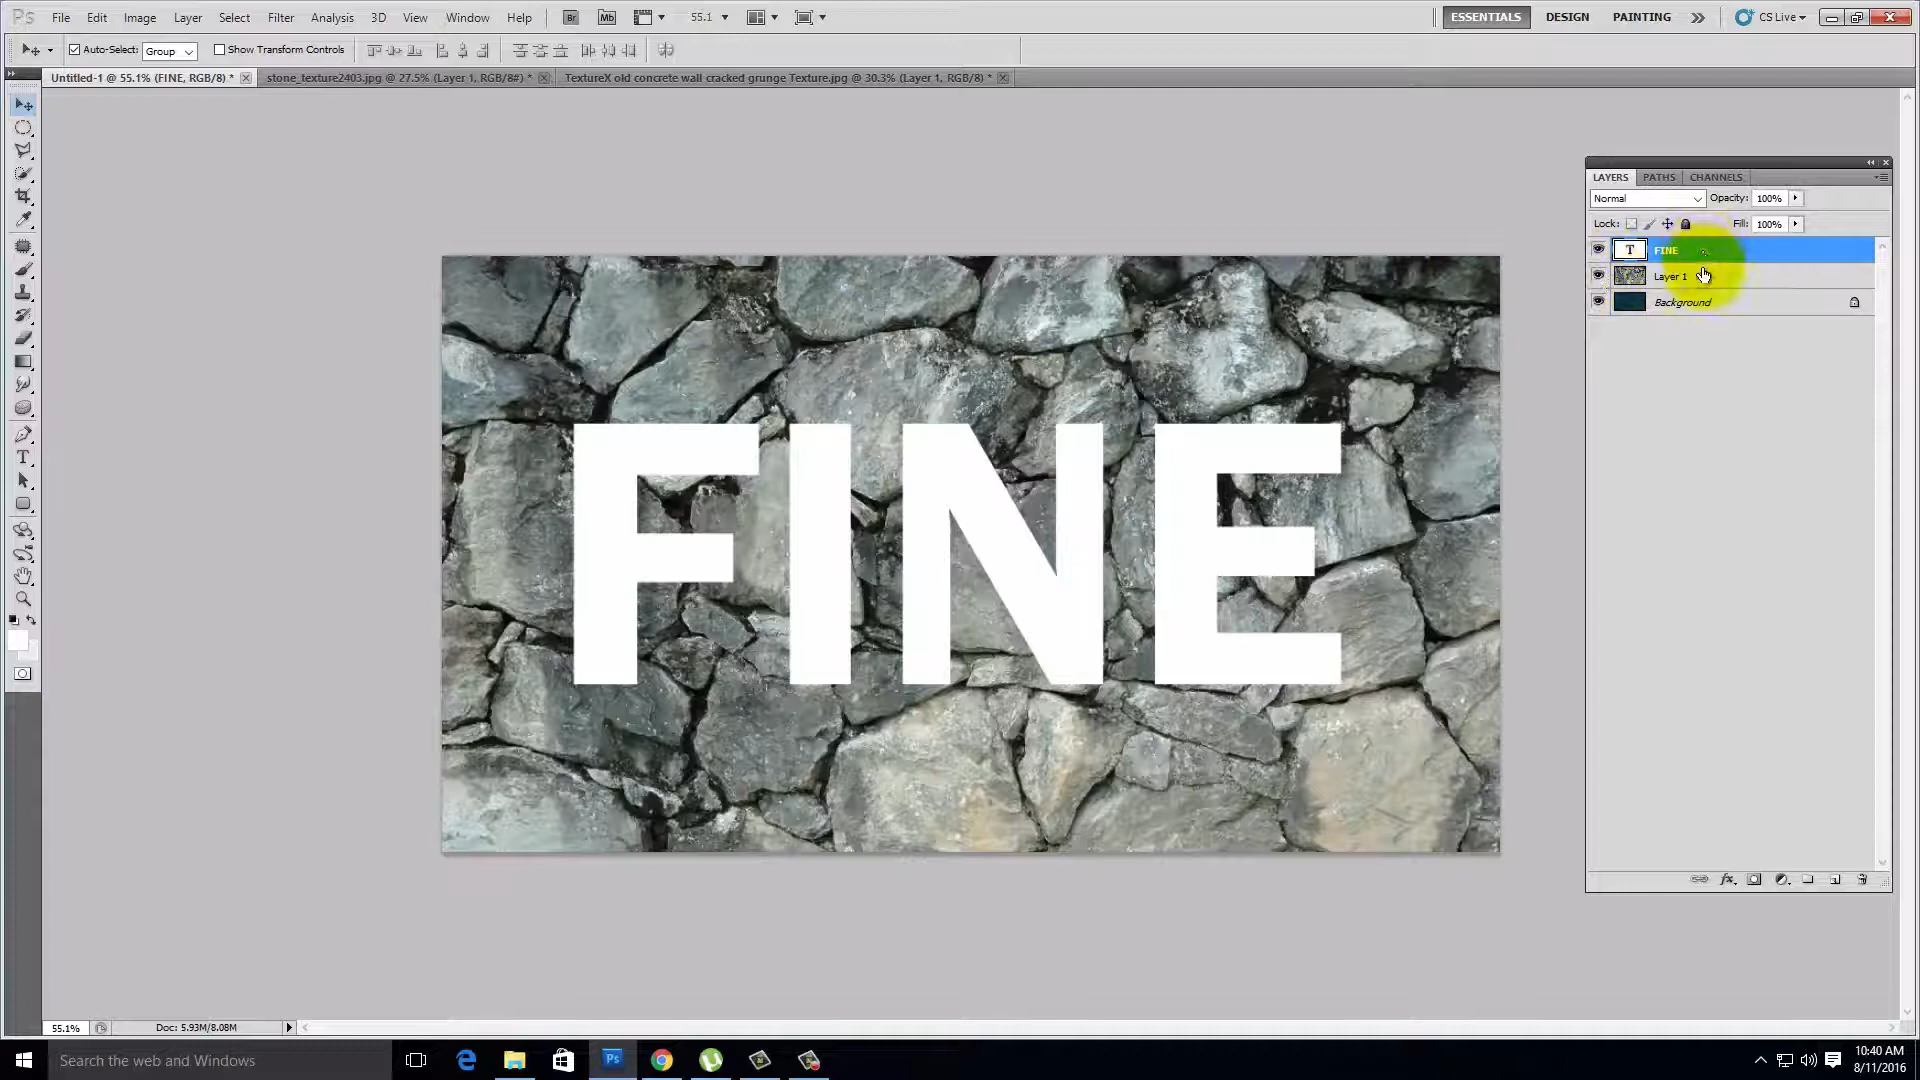 Ps File Edit Image Layer Select Filter Analysis 3D View Window Help Br Mb 55.1 ESSENTIALS DESIGN PAINTING CS Live
Auto-Select: Group Show Transform Controls
Untitled-1 @ 55.1% (FINE, RGB/8) * stone_texture2403.jpg @ 27.5% (Layer 1, RGB/8#) * TextureX old concrete wall cracked grunge Texture.jpg @ 30.3% (Layer 1, RGB/8) *
LAYERS PATHS CHANNELS
Normal Opacity: 100%
Lock: Fill: 100%
T FINE
Layer 1
Background
FINE
T
fx
55.1% Doc: 5.93M/8.08M
Search the web and Windows
Ps
10:40 AM
8/11/2016